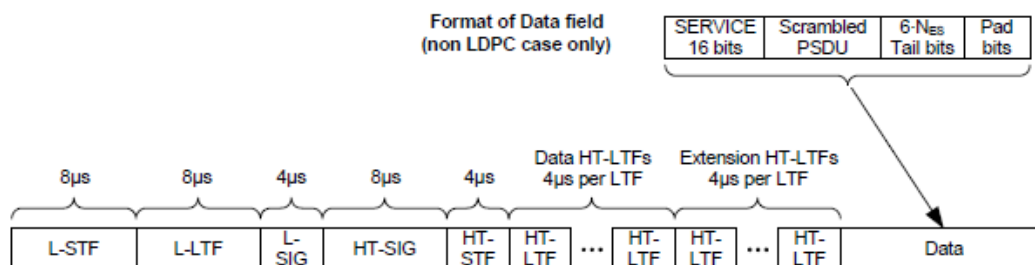 Format of Data field
(non LDPC case only)
SERVICE
16 bits
Scrambled
PSDU
6·NES
Tail bits
Pad
bits
8µs
8µs
4µs
8µs
4µs
Data HT-LTFs
4µs per LTF
Extension HT-LTFs
4µs per LTF
L-STF
L-LTF
L-
SIG
HT-SIG
HT-
STF
HT-
LTF
...
HT-
LTF
HT-
LTF
...
HT-
LTF
Data